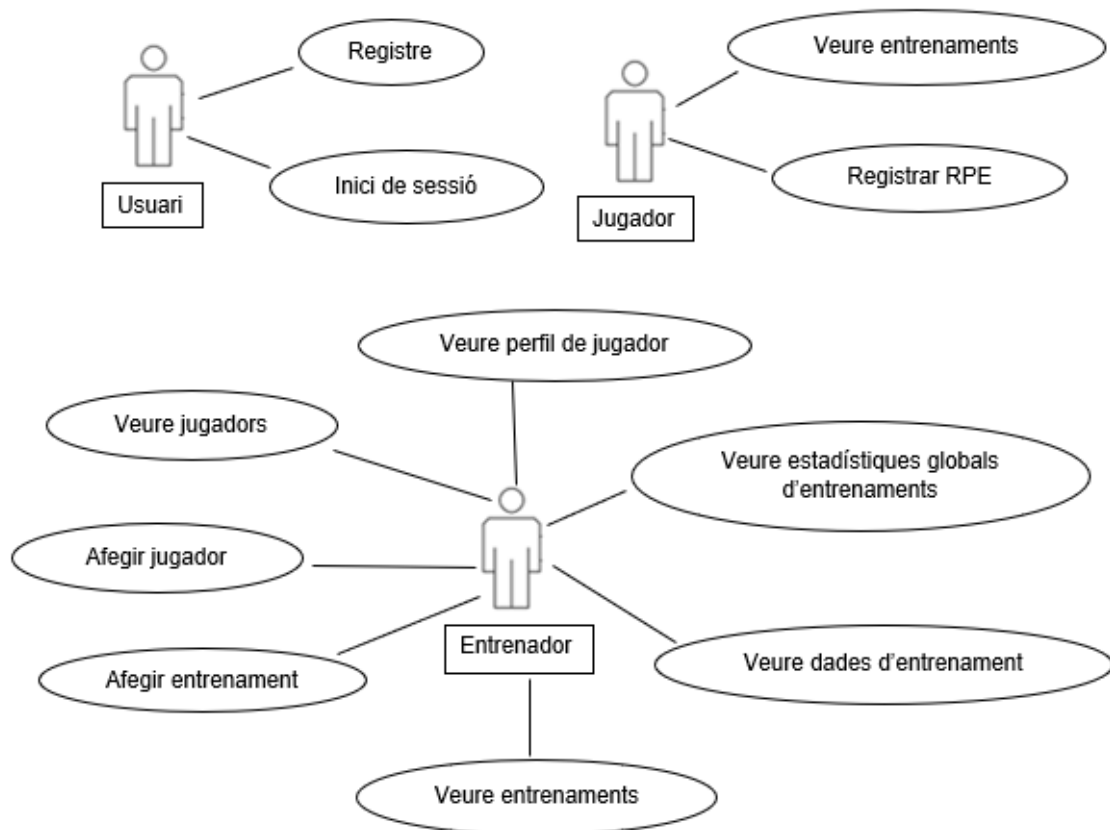 Registre
Inici de sessió
Usuari
Veure entrenaments
Registrar RPE
Jugador
Veure perfil de jugador
Veure jugadors
Veure estadístiques globals
d’entrenaments
Afegir jugador
Entrenador
Afegir entrenament
Veure dades d’entrenament
Veure entrenaments